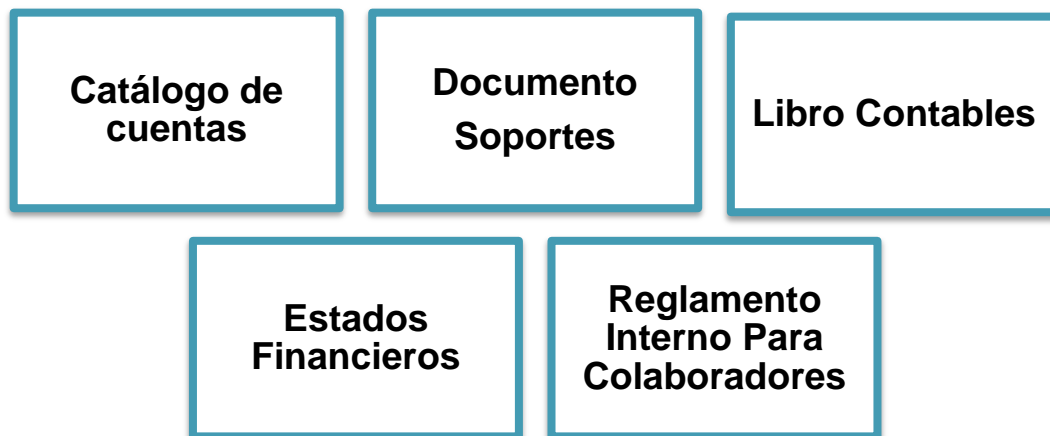 Catálogo de
cuentas
Documento
Soportes
Libro Contables
Estados
Financieros
Reglamento
Interno Para
Colaboradores